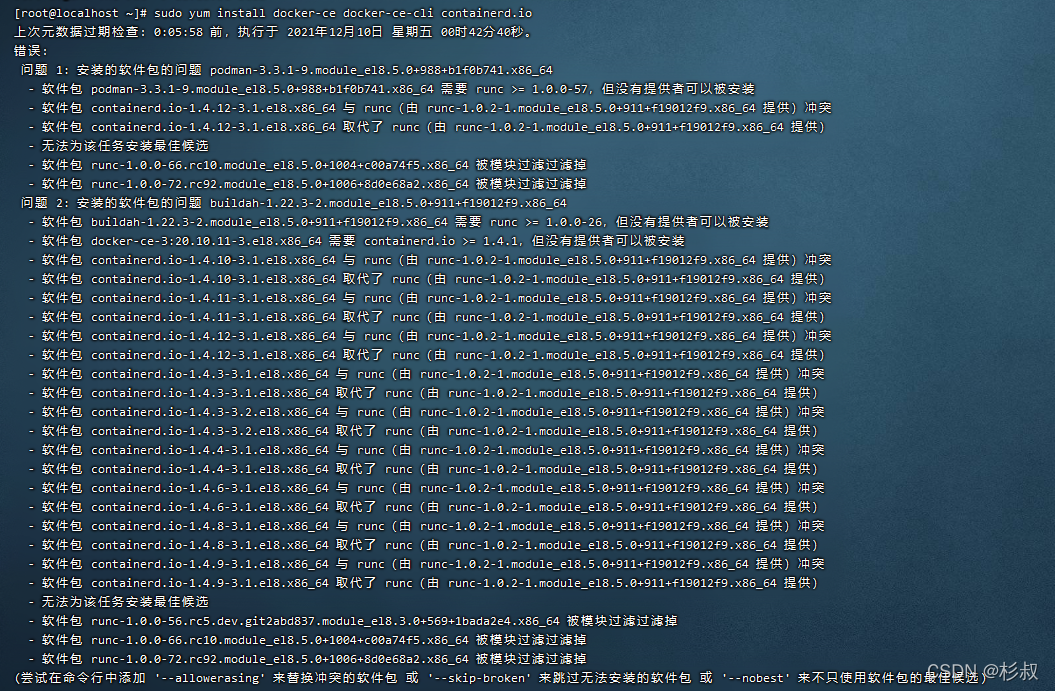 [root@localhost ~]# sudo yum install docker-ce docker-ce-cli containerd.io
上次元数据过期检查：0:05:58 前，执行于 2021年12月10日 星期五 00时42分40秒。
错误：
问题 1: 安装的软件包的问题 podman-3.3.1-9.module_el8.5.0+988+b1f0b741.x86_64
- 软件包 podman-3.3.1-9.module_el8.5.0+988+b1f0b741.x86_64 需要 runc >= 1.0.0-57，但没有提供者可以被安装
- 软件包 containerd.io-1.4.12-3.1.el8.x86_64 与 runc（由 runc-1.0.2-1.module_el8.5.0+911+f19012f9.x86_64 提供）冲突
- 软件包 containerd.io-1.4.12-3.1.el8.x86_64 取代了 runc（由 runc-1.0.2-1.module_el8.5.0+911+f19012f9.x86_64 提供）
- 无法为该任务安装最佳候选
- 软件包 runc-1.0.0-66.rc10.module_el8.5.0+1004+c00a74f5.x86_64 被模块过滤过滤掉
- 软件包 runc-1.0.0-72.rc92.module_el8.5.0+1006+8d0e68a2.x86_64 被模块过滤过滤掉
问题 2: 安装的软件包的问题 buildah-1.22.3-2.module_el8.5.0+911+f19012f9.x86_64
- 软件包 buildah-1.22.3-2.module_el8.5.0+911+f19012f9.x86_64 需要 runc >= 1.0.0-26，但没有提供者可以被安装
- 软件包 docker-ce-3:20.10.11-3.el8.x86_64 需要 containerd.io >= 1.4.1，但没有提供者可以被安装
- 软件包 containerd.io-1.4.10-3.1.el8.x86_64 与 runc（由 runc-1.0.2-1.module_el8.5.0+911+f19012f9.x86_64 提供）冲突
- 软件包 containerd.io-1.4.10-3.1.el8.x86_64 取代了 runc（由 runc-1.0.2-1.module_el8.5.0+911+f19012f9.x86_64 提供）
- 软件包 containerd.io-1.4.11-3.1.el8.x86_64 与 runc（由 runc-1.0.2-1.module_el8.5.0+911+f19012f9.x86_64 提供）冲突
- 软件包 containerd.io-1.4.11-3.1.el8.x86_64 取代了 runc（由 runc-1.0.2-1.module_el8.5.0+911+f19012f9.x86_64 提供）
- 软件包 containerd.io-1.4.12-3.1.el8.x86_64 与 runc（由 runc-1.0.2-1.module_el8.5.0+911+f19012f9.x86_64 提供）冲突
- 软件包 containerd.io-1.4.12-3.1.el8.x86_64 取代了 runc（由 runc-1.0.2-1.module_el8.5.0+911+f19012f9.x86_64 提供）
- 软件包 containerd.io-1.4.3-3.1.el8.x86_64 与 runc（由 runc-1.0.2-1.module_el8.5.0+911+f19012f9.x86_64 提供）冲突
- 软件包 containerd.io-1.4.3-3.1.el8.x86_64 取代了 runc（由 runc-1.0.2-1.module_el8.5.0+911+f19012f9.x86_64 提供）
- 软件包 containerd.io-1.4.3-3.2.el8.x86_64 与 runc（由 runc-1.0.2-1.module_el8.5.0+911+f19012f9.x86_64 提供）冲突
- 软件包 containerd.io-1.4.3-3.2.el8.x86_64 取代了 runc（由 runc-1.0.2-1.module_el8.5.0+911+f19012f9.x86_64 提供）
- 软件包 containerd.io-1.4.4-3.1.el8.x86_64 与 runc（由 runc-1.0.2-1.module_el8.5.0+911+f19012f9.x86_64 提供）冲突
- 软件包 containerd.io-1.4.4-3.1.el8.x86_64 取代了 runc（由 runc-1.0.2-1.module_el8.5.0+911+f19012f9.x86_64 提供）
- 软件包 containerd.io-1.4.6-3.1.el8.x86_64 与 runc（由 runc-1.0.2-1.module_el8.5.0+911+f19012f9.x86_64 提供）冲突
- 软件包 containerd.io-1.4.6-3.1.el8.x86_64 取代了 runc（由 runc-1.0.2-1.module_el8.5.0+911+f19012f9.x86_64 提供）
- 软件包 containerd.io-1.4.8-3.1.el8.x86_64 与 runc（由 runc-1.0.2-1.module_el8.5.0+911+f19012f9.x86_64 提供）冲突
- 软件包 containerd.io-1.4.8-3.1.el8.x86_64 取代了 runc（由 runc-1.0.2-1.module_el8.5.0+911+f19012f9.x86_64 提供）
- 软件包 containerd.io-1.4.9-3.1.el8.x86_64 与 runc（由 runc-1.0.2-1.module_el8.5.0+911+f19012f9.x86_64 提供）冲突
- 软件包 containerd.io-1.4.9-3.1.el8.x86_64 取代了 runc（由 runc-1.0.2-1.module_el8.5.0+911+f19012f9.x86_64 提供）
- 无法为该任务安装最佳候选
- 软件包 runc-1.0.0-56.rc5.dev.git2abd837.module_el8.3.0+569+1bada2e4.x86_64 被模块过滤过滤掉
- 软件包 runc-1.0.0-66.rc10.module_el8.5.0+1004+c00a74f5.x86_64 被模块过滤过滤掉
- 软件包 runc-1.0.0-72.rc92.module_el8.5.0+1006+8d0e68a2.x86_64 被模块过滤过滤掉
(尝试在命令行中添加 '--allowerasing' 来替换冲突的软件包 或 '--skip-broken' 来跳过无法安装的软件包 或 '--nobest' 来不只使用软件包的最佳候选)
CSDN @杉叔